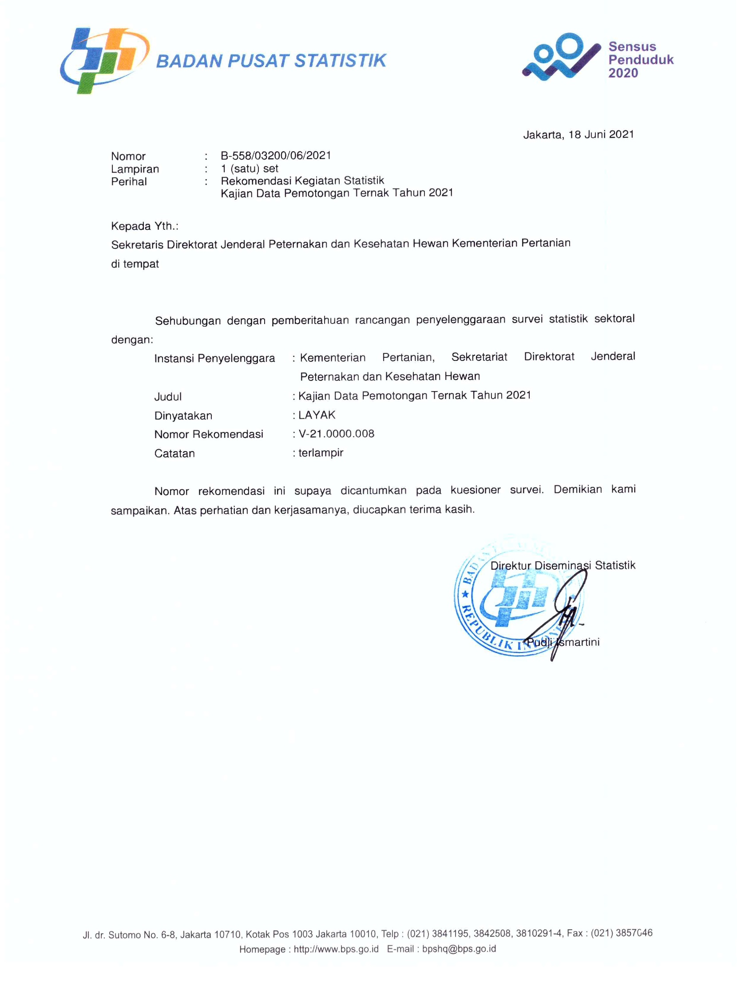 BADAN PUSAT STATISTIK
Sensus
Penduduk
2020
Jakarta, 18 Juni 2021
Nomor : B-558/03200/06/2021
Lampiran : 1 (satu) set
Perihal : Rekomendasi Kegiatan Statistik
Kajian Data Pemotongan Ternak Tahun 2021
Kepada Yth.:
Sekretaris Direktorat Jenderal Peternakan dan Kesehatan Hewan Kementerian Pertanian
di tempat
Sehubungan dengan pemberitahuan rancangan penyelenggaraan survei statistik sektoral
dengan:
Instansi Penyelenggara : Kementerian Pertanian, Sekretariat Direktorat Jenderal
Peternakan dan Kesehatan Hewan
Judul : Kajian Data Pemotongan Ternak Tahun 2021
Dinyatakan : LAYAK
Nomor Rekomendasi : V-21.0000.008
Catatan : terlampir
Nomor rekomendasi ini supaya dicantumkan pada kuesioner survei. Demikian kami
sampaikan. Atas perhatian dan kerjasamanya, diucapkan terima kasih.
Direktur Diseminasi Statistik
BADAN
REPUBLIK INDONE
Pudji Ismartini
Jl. dr. Sutomo No. 6-8, Jakarta 10710, Kotak Pos 1003 Jakarta 10010, Telp : (021) 3841195, 3842508, 3810291-4, Fax : (021) 3857046
Homepage : http://www.bps.go.id E-mail : bpshq@bps.go.id